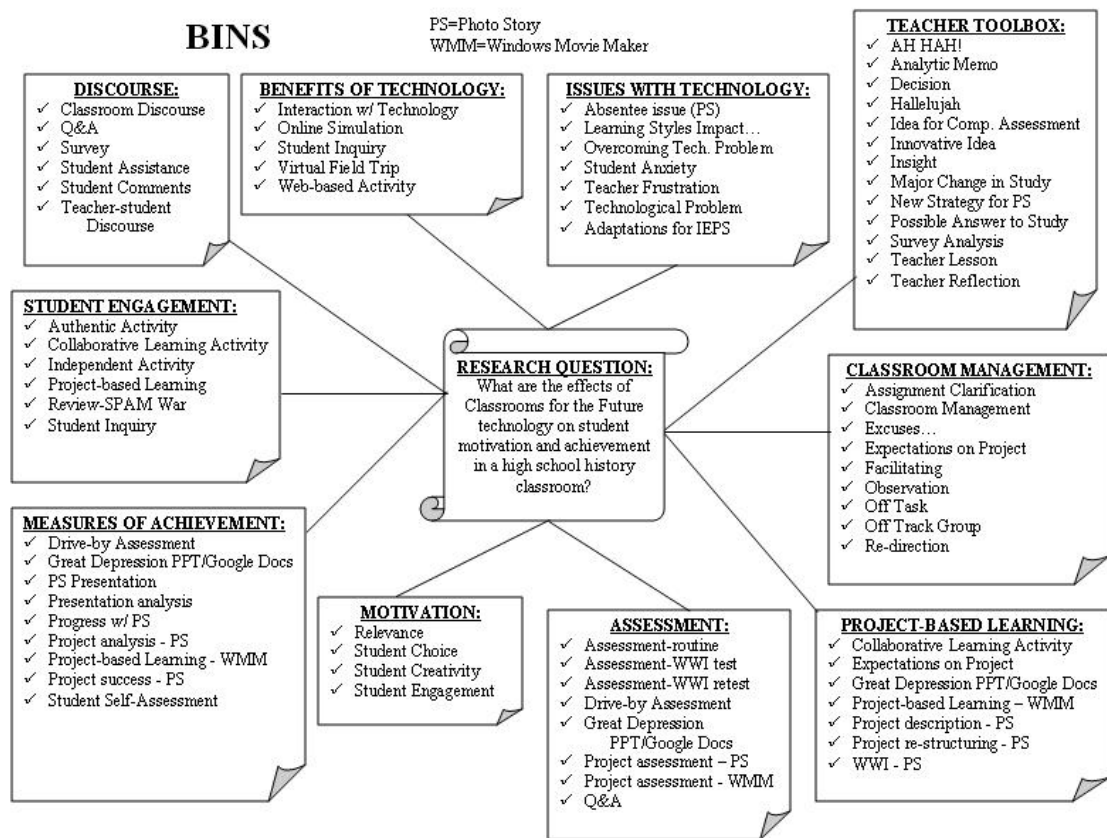 BINS
PS=Photo Story
WMM=Windows Movie Maker
DISCOURSE:
✓ Classroom Discourse
✓ Q&A
✓ Survey
✓ Student Assistance
✓ Student Comments
✓ Teacher-student
Discourse
BENEFITS OF TECHNOLOGY:
✓ Interaction w/ Technology
✓ Online Simulation
✓ Student Inquiry
✓ Virtual Field Trip
✓ Web-based Activity
ISSUES WITH TECHNOLOGY:
✓ Absentee issue (PS)
✓ Learning Styles Impact…
✓ Overcoming Tech. Problem
✓ Student Anxiety
✓ Teacher Frustration
✓ Technological Problem
✓ Adaptations for IEPS
TEACHER TOOLBOX:
✓ AH HAH!
✓ Analytic Memo
✓ Decision
✓ Hallelujah
✓ Idea for Comp. Assessment
✓ Innovative Idea
✓ Insight
✓ Major Change in Study
✓ New Strategy for PS
✓ Possible Answer to Study
✓ Survey Analysis
✓ Teacher Lesson
✓ Teacher Reflection
STUDENT ENGAGEMENT:
✓ Authentic Activity
✓ Collaborative Learning Activity
✓ Independent Activity
✓ Project-based Learning
✓ Review-SPAM War
✓ Student Inquiry
RESEARCH QUESTION:
What are the effects of
Classrooms for the Future
technology on student
motivation and achievement
in a high school history
classroom?
CLASSROOM MANAGEMENT:
✓ Assignment Clarification
✓ Classroom Management
✓ Excuses…
✓ Expectations on Project
✓ Facilitating
✓ Observation
✓ Off Task
✓ Off Track Group
✓ Re-direction
MEASURES OF ACHIEVEMENT:
✓ Drive-by Assessment
✓ Great Depression PPT/Google Docs
✓ PS Presentation
✓ Presentation analysis
✓ Progress w/ PS
✓ Project analysis - PS
✓ Project-based Learning - WMM
✓ Project success - PS
✓ Student Self-Assessment
MOTIVATION:
✓ Relevance
✓ Student Choice
✓ Student Creativity
✓ Student Engagement
ASSESSMENT:
✓ Assessment-routine
✓ Assessment-WWI test
✓ Assessment-WWI retest
✓ Drive-by Assessment
✓ Great Depression
PPT/Google Docs
✓ Project assessment – PS
✓ Project assessment - WMM
✓ Q&A
PROJECT-BASED LEARNING:
✓ Collaborative Learning Activity
✓ Expectations on Project
✓ Great Depression PPT/Google Docs
✓ Project-based Learning – WMM
✓ Project description - PS
✓ Project re-structuring - PS
✓ WWI - PS